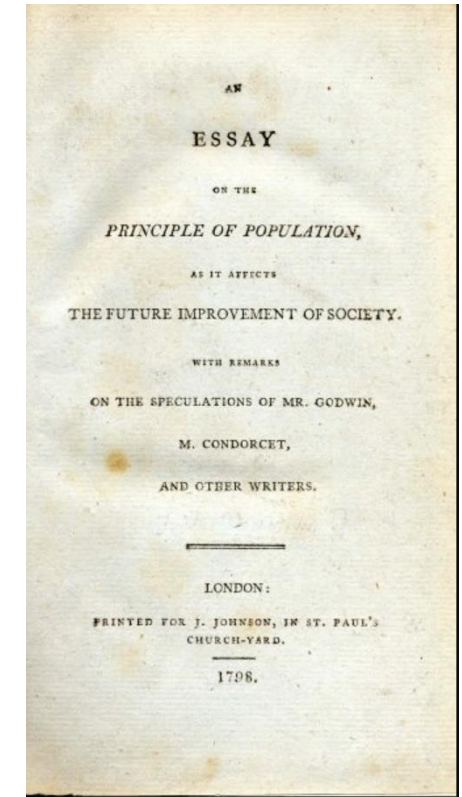 AN
ESSAY
ON THE
PRINCIPLE OF POPULATION,
AS IT AFFECTS
THE FUTURE IMPROVEMENT OF SOCIETY.
WITH REMARKS
ON THE SPECULATIONS OF MR. GODWIN,
M. CONDORCET,
AND OTHER WRITERS.
LONDON:
PRINTED FOR J. JOHNSON, IN ST. PAUL'S
CHURCH-YARD.
1798.